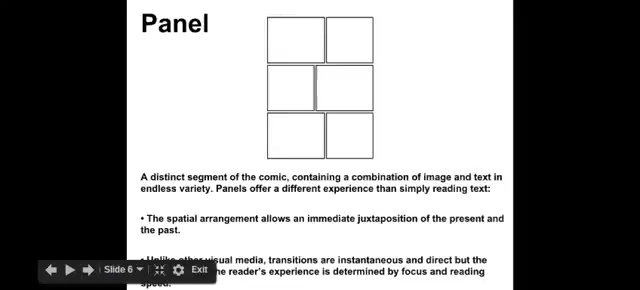 Panel
A distinct segment of the comic, containing a combination of image and text in
endless variety. Panels offer a different experience than simply reading text:
• The spatial arrangement allows an immediate juxtaposition of the present and
the past.
• Unlike other visual media, transitions are instantaneous and direct but the
he reader's experience is determined by focus and reading
speed.
Slide 6
Exit